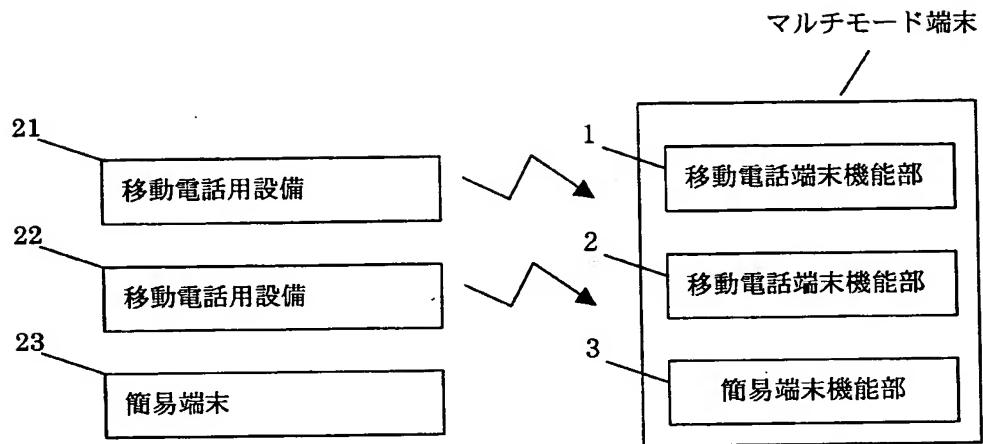 マルチモード端末
21
移動電話用設備
1
移動電話端末機能部
22
移動電話用設備
2
移動電話端末機能部
23
簡易端末
3
簡易端末機能部